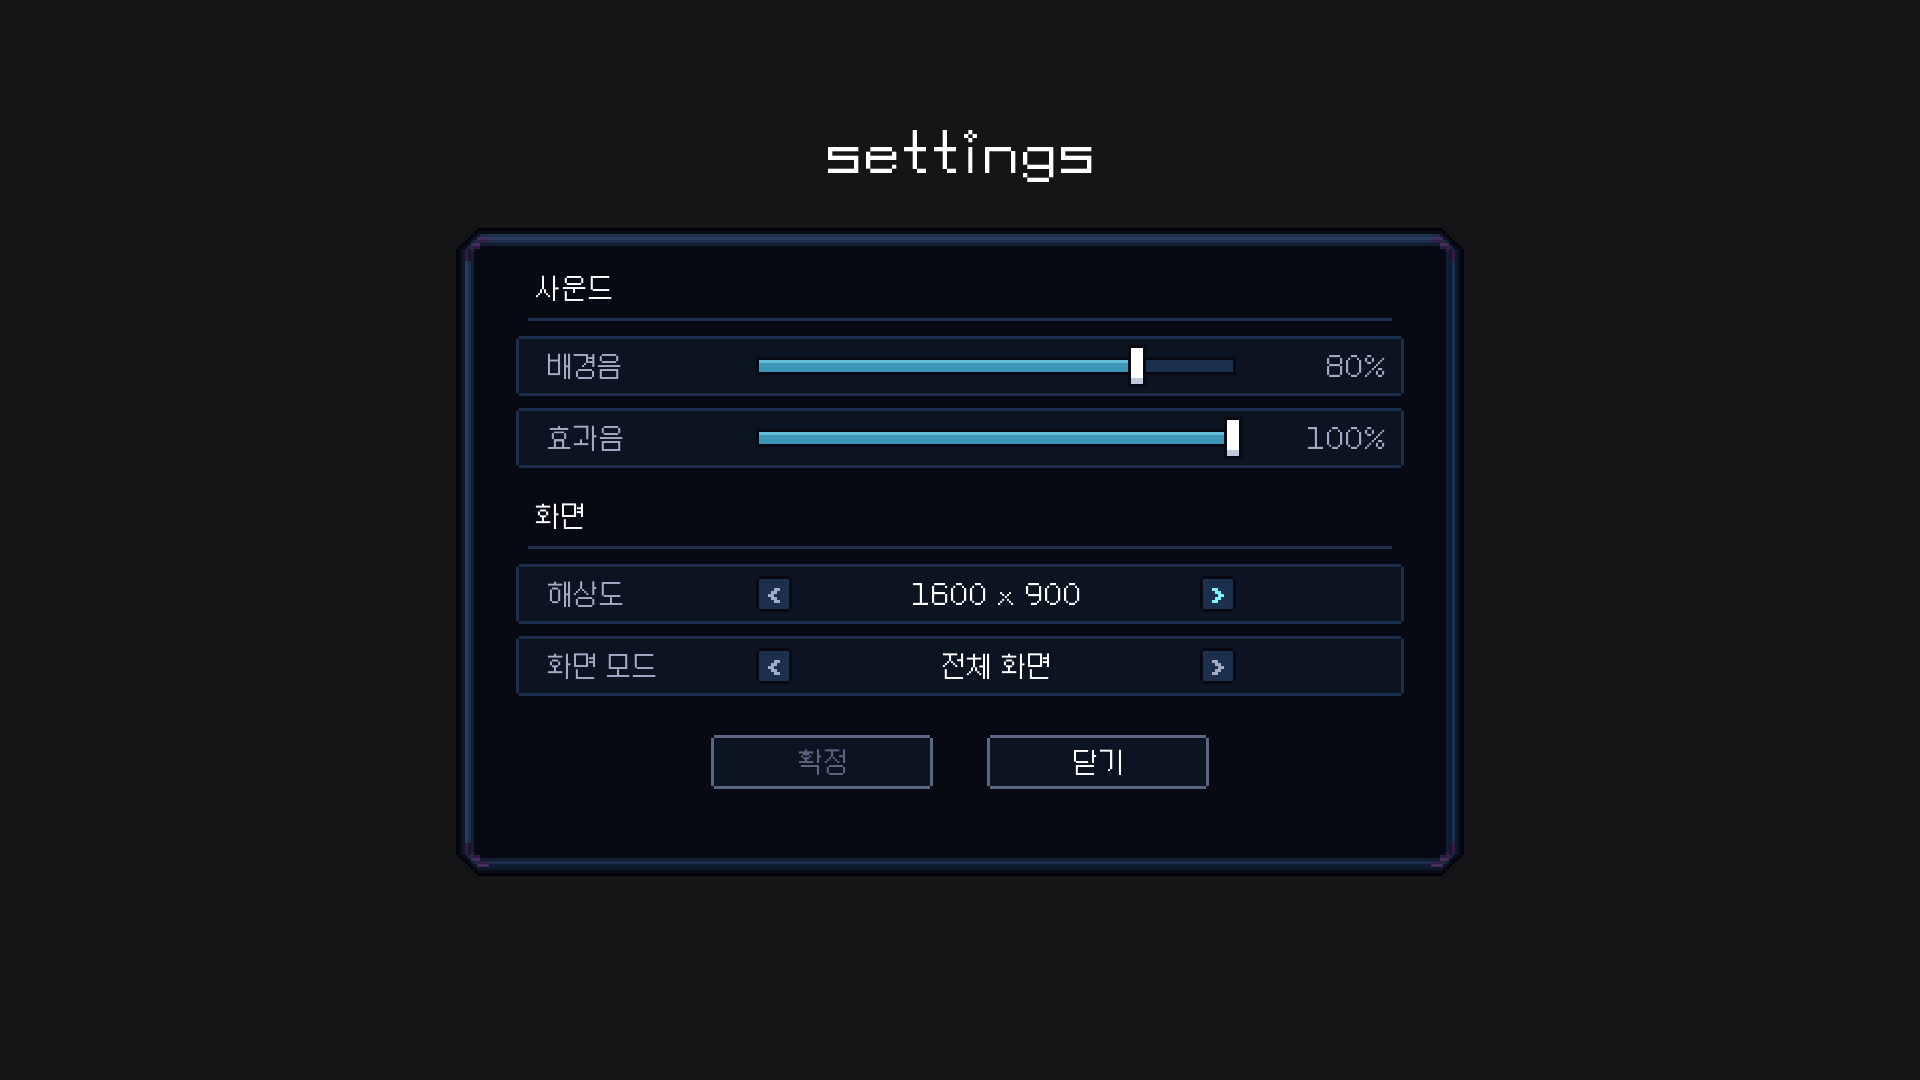 settings
사운드
배경음 80%
효과음 100%
화면
해상도 < 1600 x 900 >
화면 모드 < 전체 화면 >
확정 닫기